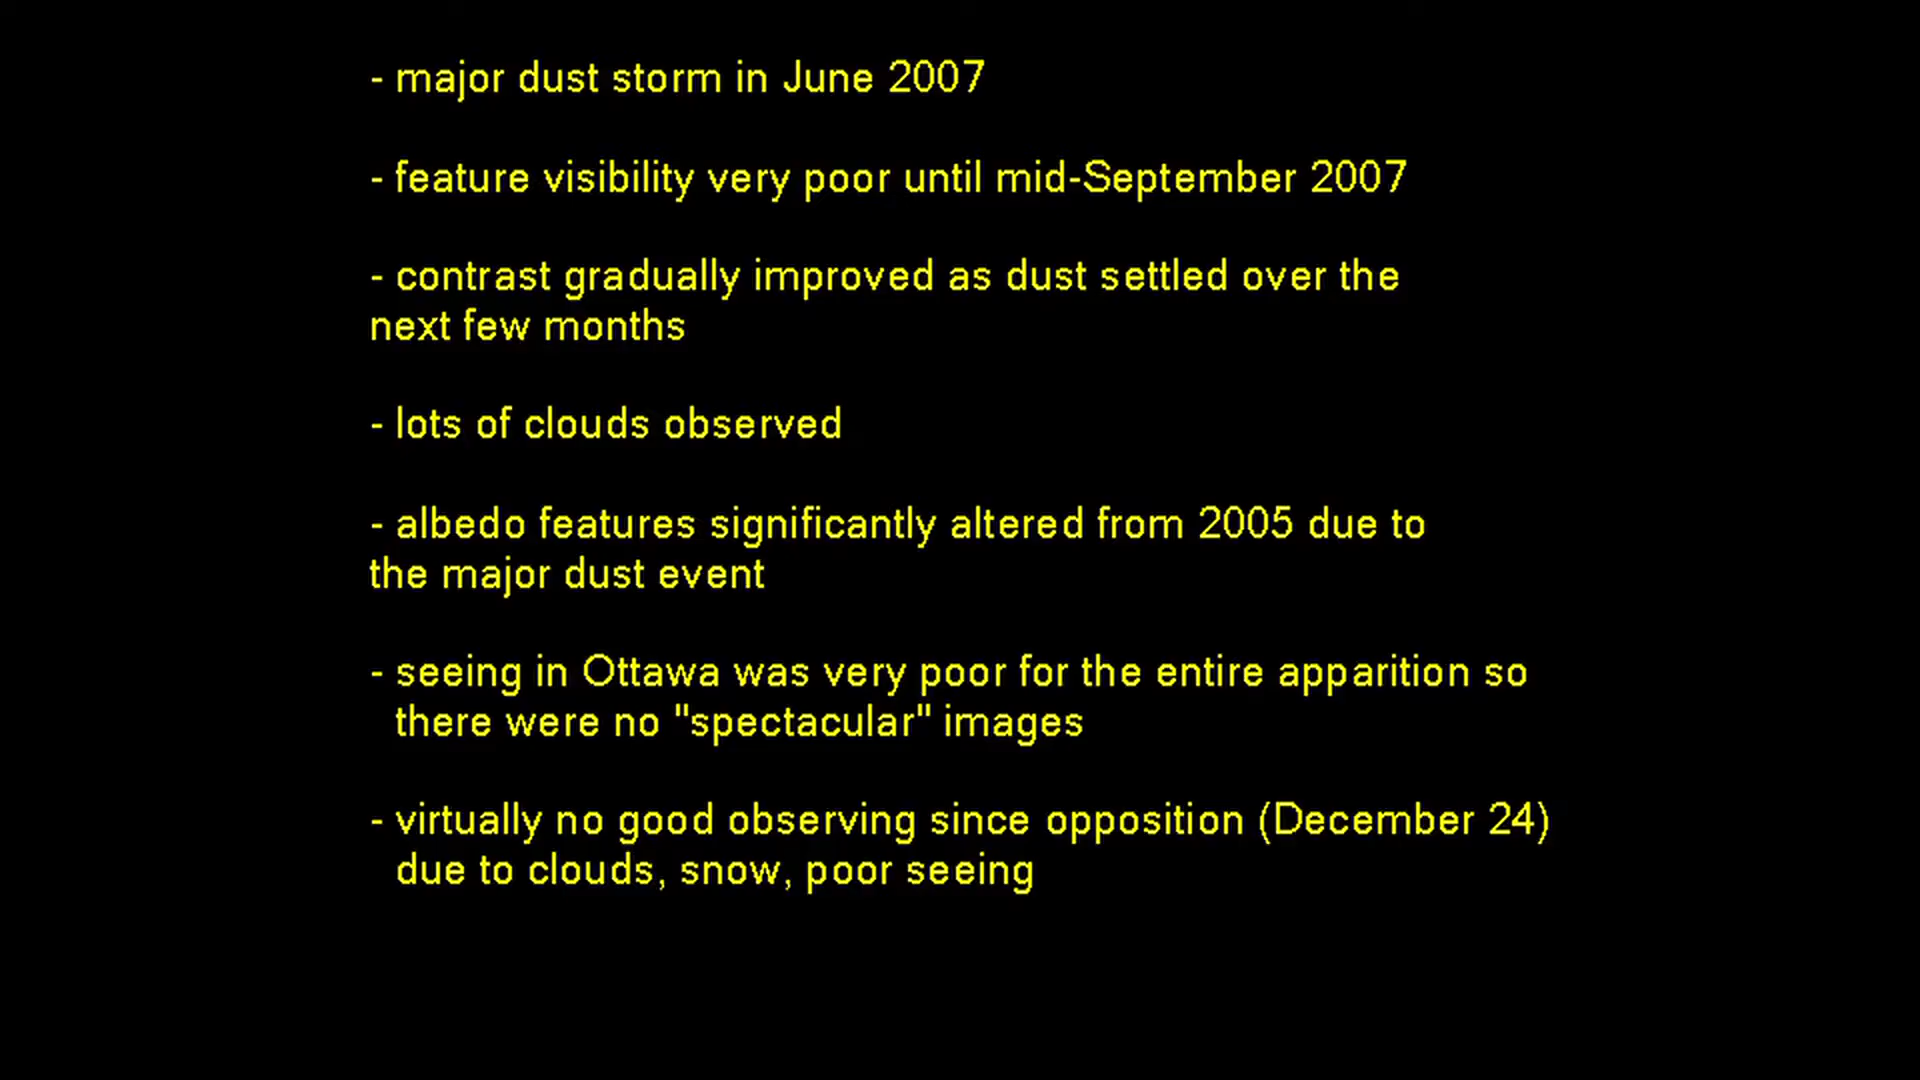 - major dust storm in June 2007
- feature visibility very poor until mid-September 2007
- contrast gradually improved as dust settled over the
next few months
- lots of clouds observed
- albedo features significantly altered from 2005 due to
the major dust event
- seeing in Ottawa was very poor for the entire apparition so
there were no "spectacular" images
- virtually no good observing since opposition (December 24)
due to clouds, snow, poor seeing